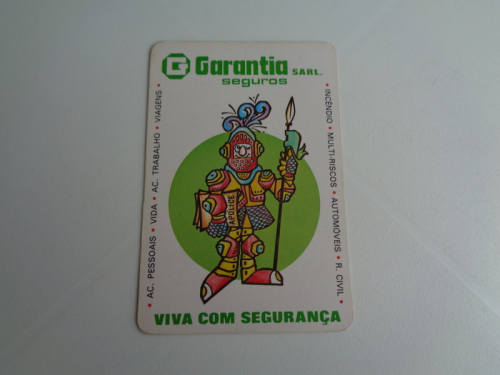 G Garantia SARL.
seguros
• AC. PESSOAIS • VIDA • AC. TRABALHO • VIAGENS •
• INCÊNDIO • MULTI-RISCOS • AUTOMÓVEIS • R. CIVIL •
APÓLICE
VIVA COM SEGURANÇA